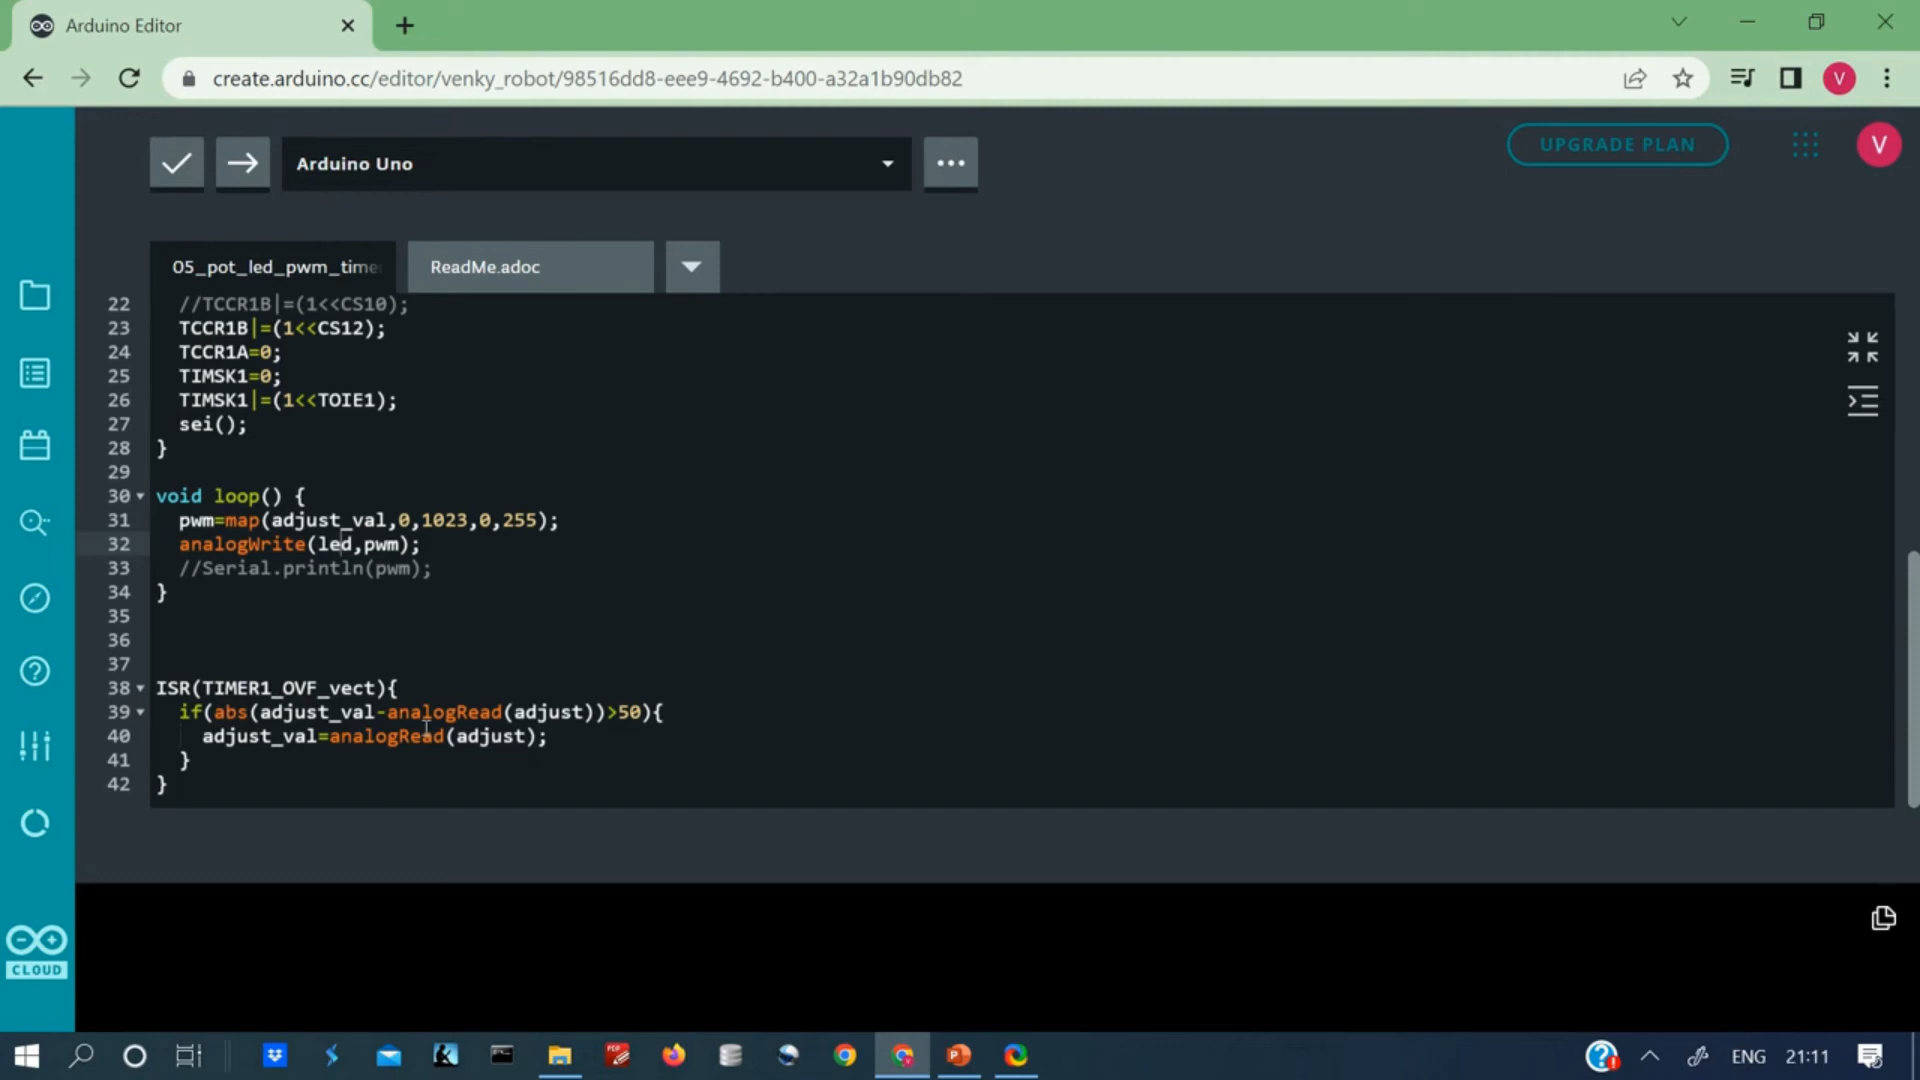 Arduino Editor
create.arduino.cc/editor/venky_robot/98516dd8-eee9-4692-b400-a32a1b90db82
V
Arduino Uno
UPGRADE PLAN
V
05_pot_led_pwm_time
ReadMe.adoc
22 //TCCR1B|=(1<<CS10);
23 TCCR1B|=(1<<CS12);
24 TCCR1A=0;
25 TIMSK1=0;
26 TIMSK1|=(1<<TOIE1);
27 sei();
28 }
29
30 void loop() {
31 pwm=map(adjust_val,0,1023,0,255);
32 analogWrite(led,pwm);
33 //Serial.println(pwm);
34 }
35
36
37
38 ISR(TIMER1_OVF_vect){
39 if(abs(adjust_val-analogRead(adjust))>50){
40 adjust_val=analogRead(adjust);
41 }
42 }
CLOUD
ENG
21:11